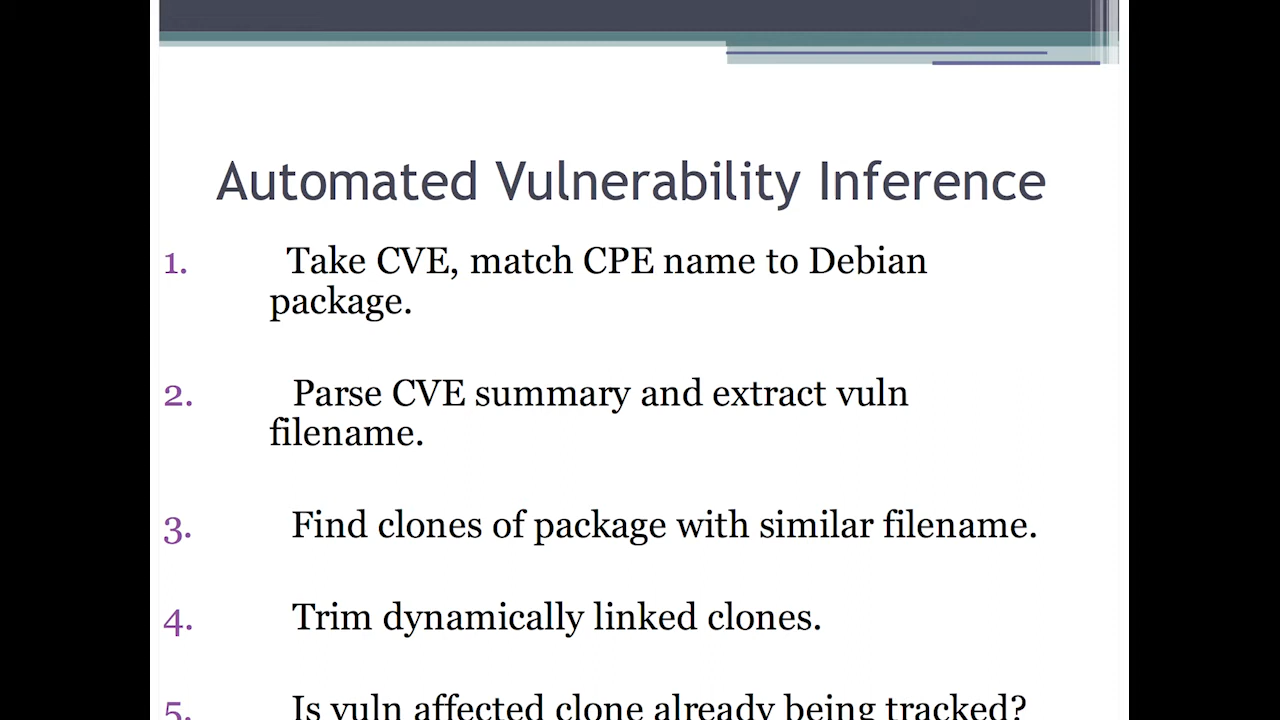 Automated Vulnerability Inference
1. Take CVE, match CPE name to Debian
package.
2. Parse CVE summary and extract vuln
filename.
3. Find clones of package with similar filename.
4. Trim dynamically linked clones.
5. Is vuln affected clone already being tracked?